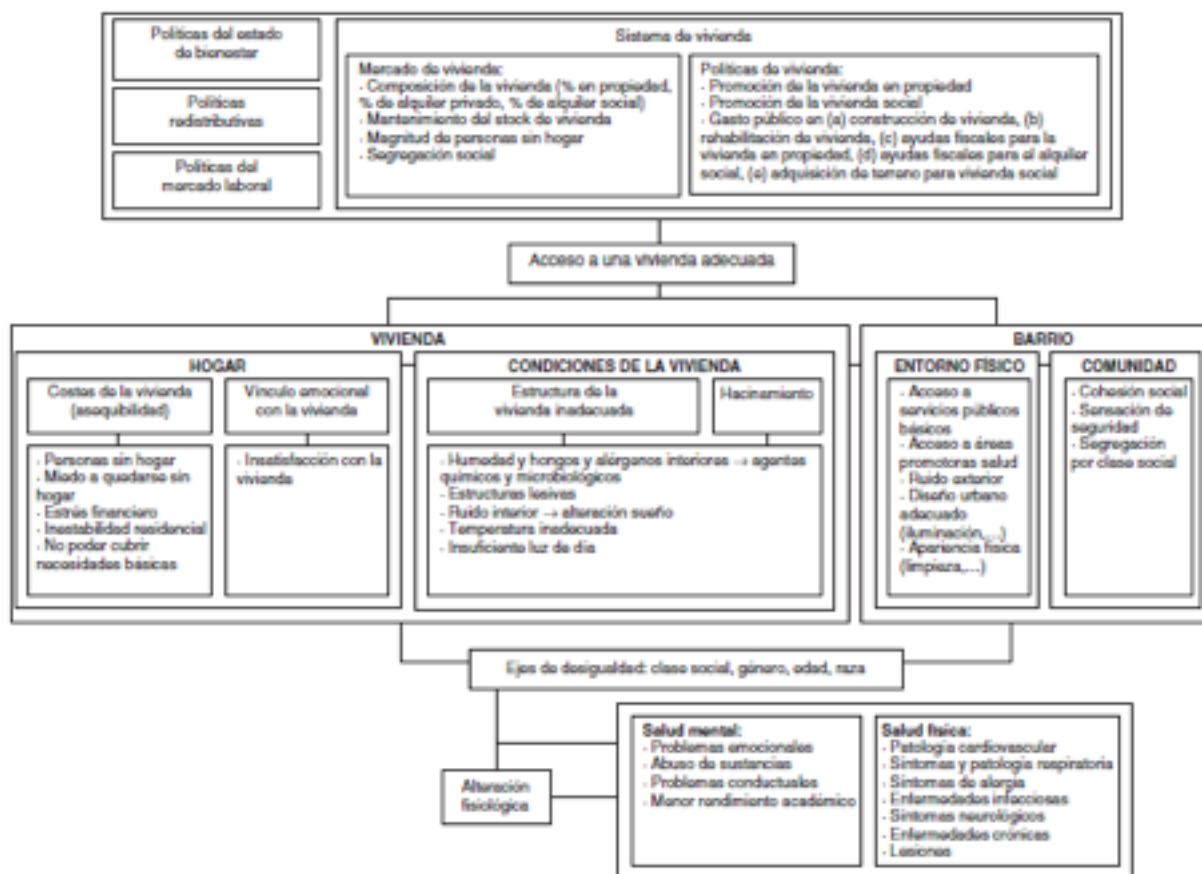 Políticas del estado
de bienestar
Políticas
redistributivas
Políticas del
mercado laboral
Sistema de vivienda
Mercado de vivienda:
- Composición de la vivienda (% en propiedad,
% de alquiler privado, % de alquiler social)
- Mantenimiento del stock de vivienda
- Magnitud de personas sin hogar
- Segregación social
Políticas de vivienda:
- Promoción de la vivienda en propiedad
- Promoción de la vivienda social
- Gasto público en (a) construcción de vivienda, (b)
rehabilitación de vivienda, (c) ayudas fiscales para la
vivienda en propiedad, (d) ayudas fiscales para el alquiler
social, (e) adquisición de terreno para vivienda social
Acceso a una vivienda adecuada
VIVIENDA
HOGAR
Costes de la vivienda
(asequibilidad)
- Personas sin hogar
- Miedo a quedarse sin
hogar
- Estrés financiero
- Inestabilidad residencial
- No poder cubrir
necesidades básicas
Vínculo emocional
con la vivienda
- Insatisfacción con la
vivienda
CONDICIONES DE LA VIVIENDA
Estructura de la
vivienda inadecuada
Hacinamiento
- Humedad y hongos y alérgenos interiores → agentes
químicos y microbiológicos
- Estructuras lesivas
- Ruido interior → alteración sueño
- Temperatura inadecuada
- Insuficiente luz de día
BARRIO
ENTORNO FÍSICO
- Acceso a
servicios públicos
básicos
- Acceso a áreas
promotoras salud
- Ruido exterior
- Diseño urbano
adecuado
(iluminación,...)
- Apariencia física
(limpieza,...)
COMUNIDAD
- Cohesión social
- Sensación de
seguridad
- Segregación
por clase social
Ejes de desigualdad: clase social, género, edad, raza
Alteración
fisiológica
Salud mental:
- Problemas emocionales
- Abuso de sustancias
- Problemas conductuales
- Menor rendimiento académico
Salud física:
- Patología cardiovascular
- Síntomas y patología respiratoria
- Síntomas de alergia
- Enfermedades infecciosas
- Síntomas neurológicos
- Enfermedades crónicas
- Lesiones